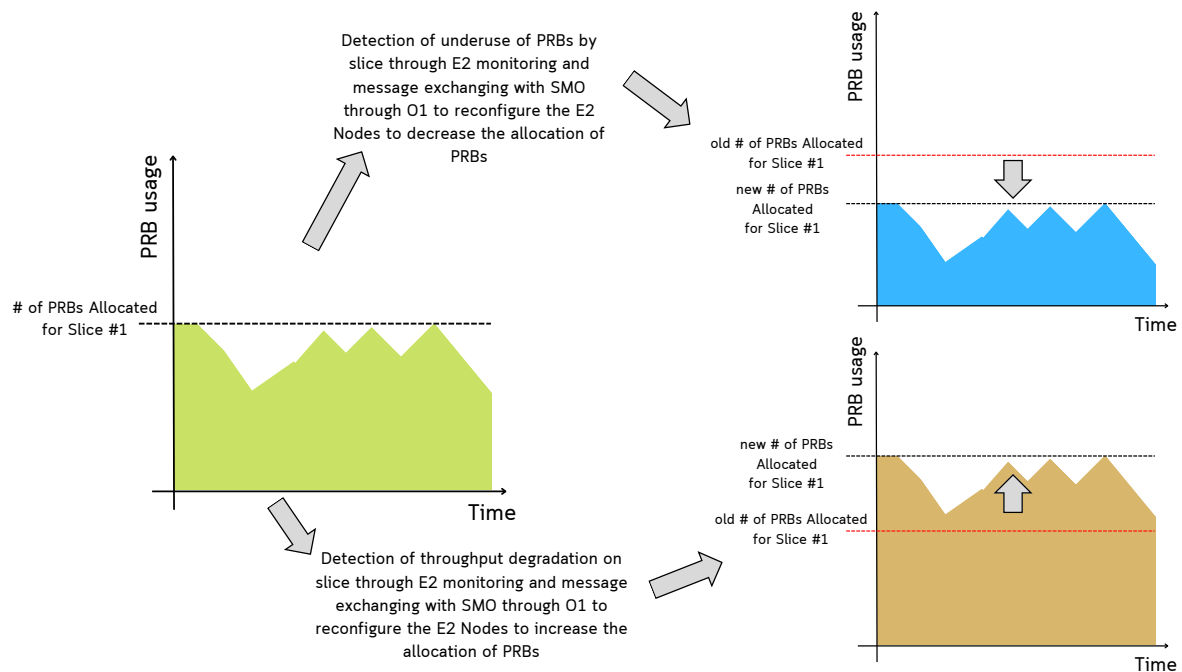 Detection of underuse of PRBs by
slice through E2 monitoring and
message exchanging with SMO
through O1 to reconfigure the E2
Nodes to decrease the allocation of
PRBs
PRB usage
# of PRBs Allocated
for Slice #1
Time
Detection of throughput degradation on
slice through E2 monitoring and message
exchanging with SMO through O1 to
reconfigure the E2 Nodes to increase the
allocation of PRBs
PRB usage
old # of PRBs Allocated
for Slice #1
new # of PRBs
Allocated
for Slice #1
Time
PRB usage
new # of PRBs
Allocated
for Slice #1
old # of PRBs Allocated
for Slice #1
Time